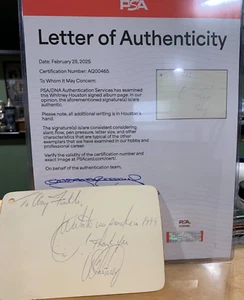 PSA
Letter of Authenticity
Date: February 25, 2025
Certification Number: AQ00465
To Whom It May Concern:
PSA/DNA Authentication Services has examined
this Whitney Houston signed album page. In our
opinion, the aforementioned signature(s) is/are
authentic.
Please note, all additional writing is in Houston's
hand.
The signature(s) is/are consistent considering
slant, flow, pen pressure, letter size, and other
characteristics that are typical of the other
exemplars that we have examined in our hobby and
professional career.
Verify the validity of the certification number and
exact image at PSAcard.com/cert.
On behalf of the authentication team,
PSA
To